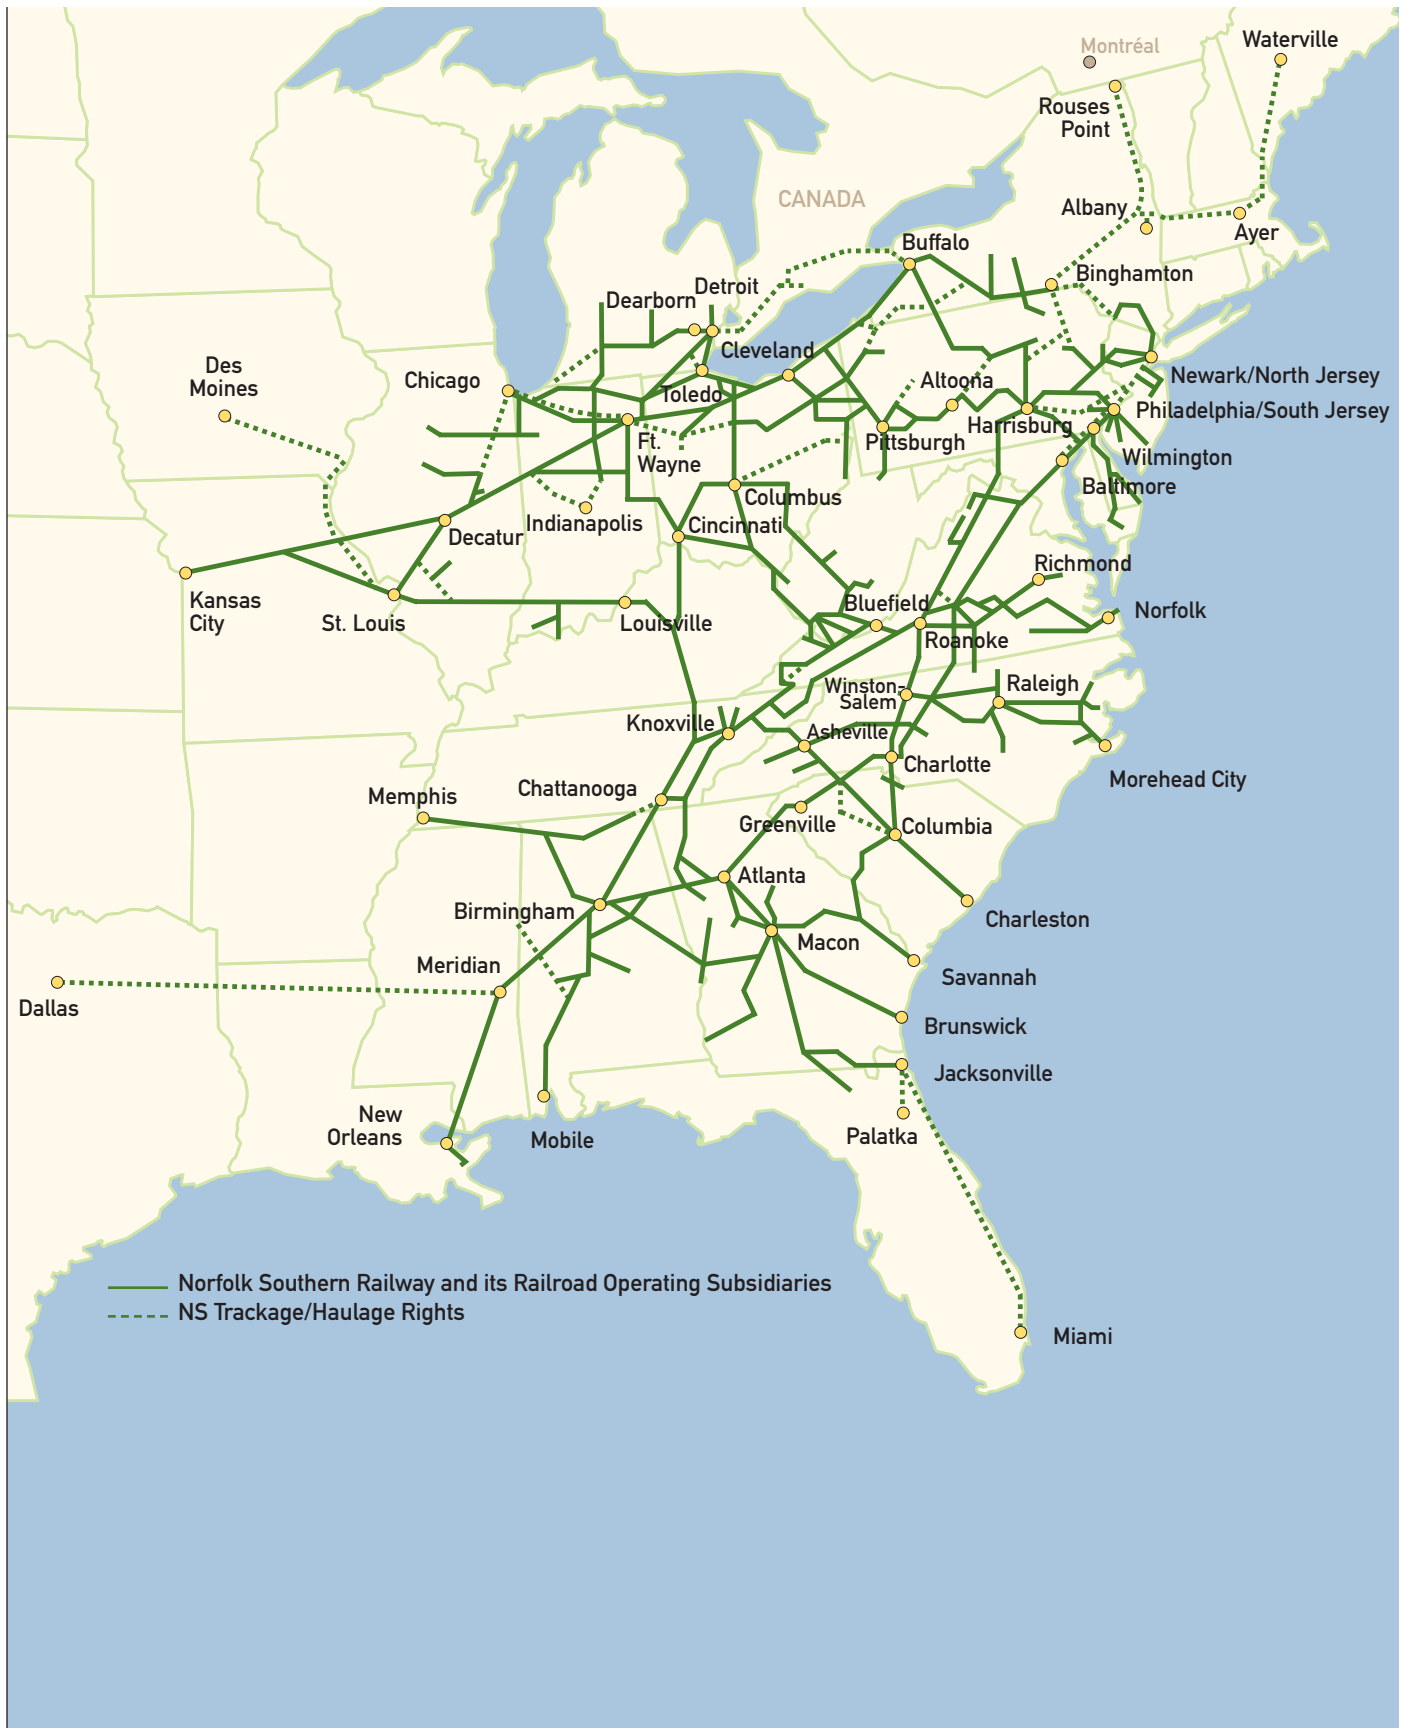 Waterville
Montréal
Rouses
Point
CANADA
Albany
Ayer
Buffalo
Binghamton
Detroit
Dearborn
Cleveland
Des
Moines
Chicago
Toledo
Altoona
Newark/North Jersey
Philadelphia/South Jersey
Harrisburg
Pittsburgh
Ft.
Wayne
Wilmington
Baltimore
Columbus
Indianapolis
Cincinnati
Decatur
Richmond
Kansas
City
St. Louis
Louisville
Bluefield
Norfolk
Roanoke
Winston-
Salem
Raleigh
Knoxville
Asheville
Charlotte
Morehead City
Chattanooga
Memphis
Greenville
Columbia
Atlanta
Birmingham
Charleston
Macon
Meridian
Savannah
Dallas
Brunswick
Jacksonville
New
Orleans
Mobile
Palatka
Norfolk Southern Railway and its Railroad Operating Subsidiaries
NS Trackage/Haulage Rights
Miami